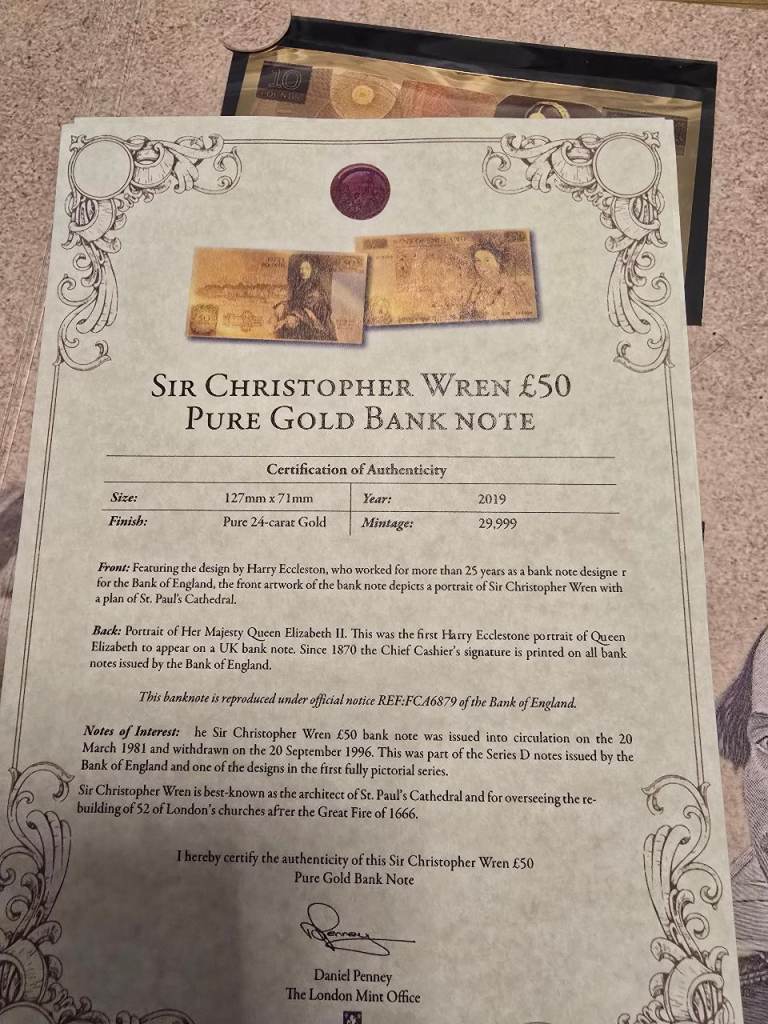 10
POUNDS
SIR CHRISTOPHER WREN £50
PURE GOLD BANK NOTE
Certification of Authenticity
Size: 127mm x 71mm Year: 2019
Finish: Pure 24-carat Gold Mintage: 29,999
Front: Featuring the design by Harry Eccleston, who worked for more than 25 years as a bank note designe r
for the Bank of England, the front artwork of the bank note depicts a portrait of Sir Christopher Wren with
a plan of St. Paul's Cathedral.
Back: Portrait of Her Majesty Queen Elizabeth II. This was the first Harry Ecclestone portrait of Queen
Elizabeth to appear on a UK bank note. Since 1870 the Chief Cashier's signature is printed on all bank
notes issued by the Bank of England.
This banknote is reproduced under official notice REF:FCA6879 of the Bank of England.
Notes of Interest: he Sir Christopher Wren £50 bank note was issued into circulation on the 20
March 1981 and withdrawn on the 20 September 1996. This was part of the Series D notes issued by the
Bank of England and one of the designs in the first fully pictorial series.
Sir Christopher Wren is best-known as the architect of St. Paul's Cathedral and for overseeing the re-
building of 52 of London's churches after the Great Fire of 1666.
I hereby certify the authenticity of this Sir Christopher Wren £50
Pure Gold Bank Note
Daniel Penney
The London Mint Office